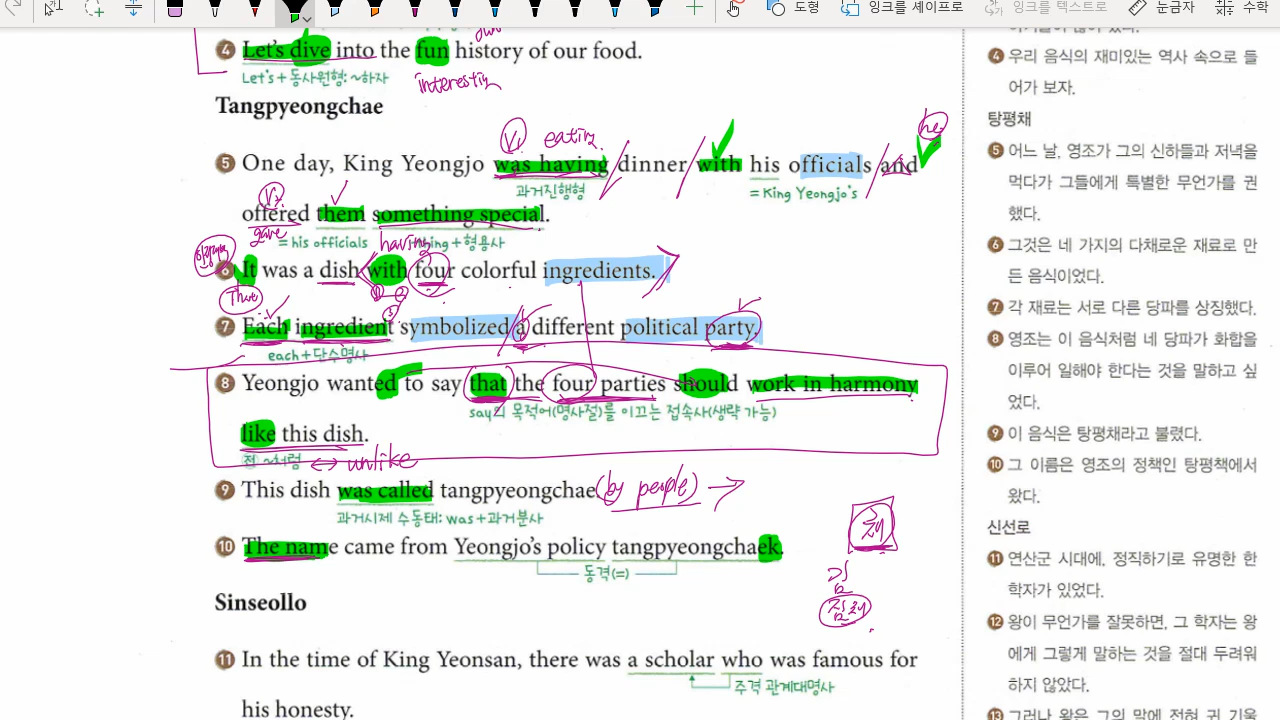 도형
잉크를 셰이프로
잉크를 텍스트로
눈금자
수학
4 Let's dive into the fun history of our food.
Let's + 동사원형: ~하자
Tangpyeongchae
eating
he
5 One day, King Yeongjo was having dinner with his officials and
과거진행형
= King Yeongjo's
offered them something special.
gave
= his officials
having
+ 형용사
6 It was a dish with four colorful ingredients.
7 Each ingredient symbolized a different political party.
each + 단수명사
8 Yeongjo wanted to say that the four parties should work in harmony
say의 목적어(명사절)를 이끄는 접속사(생략 가능)
like this dish.
전 ~처럼 ↔ unlike
9 This dish was called tangpyeongchae. (by people) →
과거시제 수동태: was + 과거분사
10 The name came from Yeongjo's policy tangpyeongchaek.
동격(=)
Sinseollo
11 In the time of King Yeonsan, there was a scholar who was famous for
주격 관계대명사
his honesty.
4 우리 음식의 재미있는 역사 속으로 들
어가 보자.
탕평채
5 어느 날, 영조가 그의 신하들과 저녁을
먹다가 그들에게 특별한 무언가를 권
했다.
6 그것은 네 가지의 다채로운 재료로 만
든 음식이었다.
7 각 재료는 서로 다른 당파를 상징했다.
8 영조는 이 음식처럼 네 당파가 화합을
이루어 일해야 한다는 것을 말하고 싶
었다.
9 이 음식은 탕평채라고 불렸다.
10 그 이름은 영조의 정책인 탕평책에서
왔다.
신선로
11 연산군 시대에, 정직하기로 유명한 한
학자가 있었다.
12 왕이 무언가를 잘못하면, 그 학자는 왕
에게 그렇게 말하는 것을 절대 두려워
하지 않았다.
13 그러나 왕은 그의 말에 전혀 귀 기울